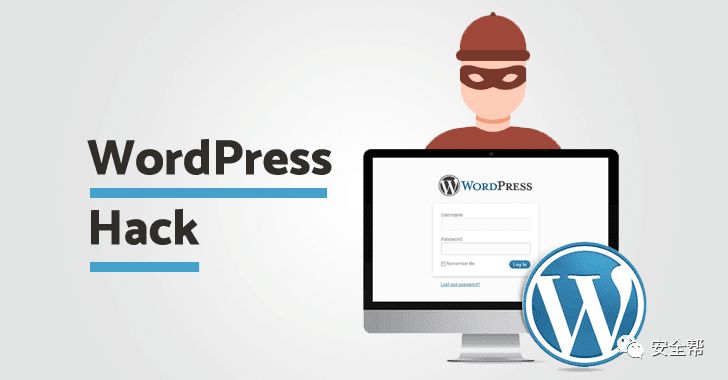 WordPress
Hack
WORDPRESS
Username
Password
Remember Me
Log In
Lost your password?
安全帮